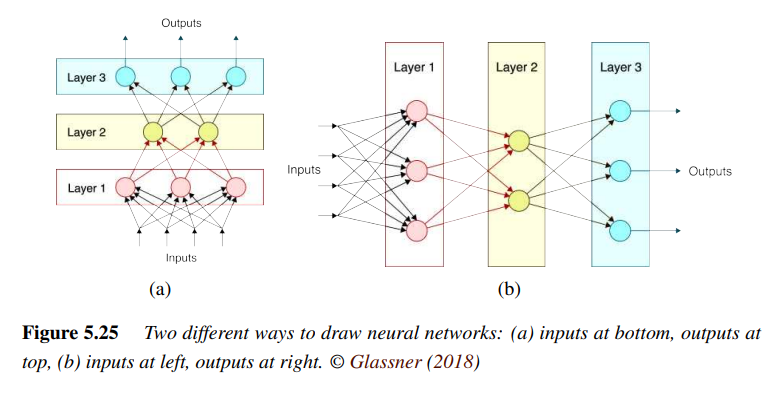 Outputs
Layer 3
Layer 2
Layer 1
Inputs
(a)
Layer 1
Layer 2
Layer 3
Inputs
Outputs
(b)
Figure 5.25 Two different ways to draw neural networks: (a) inputs at bottom, outputs at
top, (b) inputs at left, outputs at right. © Glassner (2018)